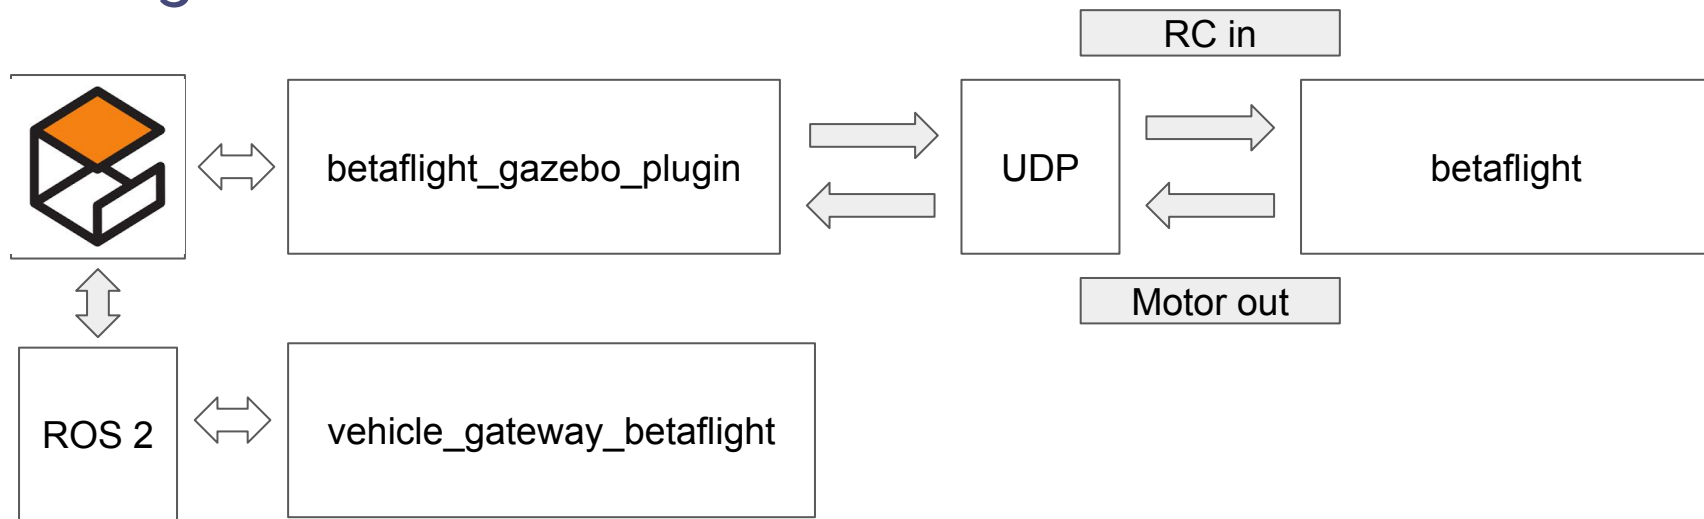 RC in
betaflight_gazebo_plugin
UDP
betaflight
Motor out
ROS 2
vehicle_gateway_betaflight